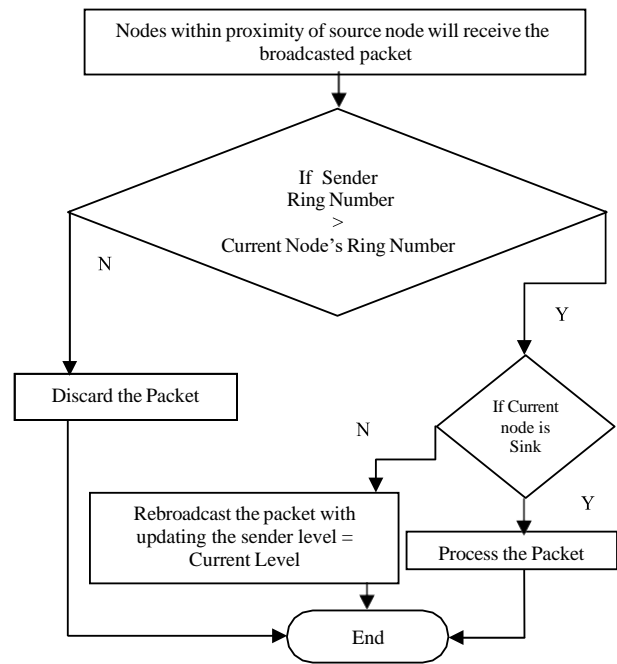 Nodes within proximity of source node will receive the
broadcasted packet
If Sender
Ring Number
>
Current Node's Ring Number
N
Y
Discard the Packet
If Current
node is
Sink
N
Y
Rebroadcast the packet with
updating the sender level =
Current Level
Process the Packet
End